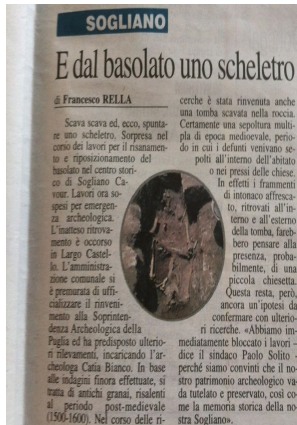 SOGLIANO
E dal basolato uno scheletro
di Francesco RELLA
Scava scava ed, ecco, spunta-
re uno scheletro. Sorpresa nel
corso dei lavori per il risanamen-
to e riposizionamento del
basolato nel centro stori-
co di Sogliano Ca-
vour. Lavori ora so-
spesi per emergen-
za archeologica.
L'inatteso ritrova-
mento è occorso
in Largo Castel-
lo. L'amministra-
zione comunale si
è premurata di uffi-
cializzare il rinveni-
mento alla Soprinten-
denza Archeologica della
Puglia ed ha predisposto ulterio-
ri rilevamenti, incaricando l'ar-
cheologa Catia Bianco. In base
alle indagini finora effettuate, si
tratta di antichi granai, risalenti
al periodo post-medievale
(1500-1600). Nel corso delle ri-
cerche è stata rinvenuta anche
una tomba scavata nella roccia.
Certamente una sepoltura multi-
pla di epoca medioevale, perio-
do in cui i defunti venivano se-
polti all'interno dell'abitato
o nei pressi delle chiese.
In effetti i frammenti
di intonaco affresca-
to, ritrovati all'in-
terno e all'esterno
della tomba, fareb-
bero pensare alla
presenza, proba-
bilmente, di una
piccola chiesetta.
Questa resta, però,
ancora un'ipotesi da
confermare con ulterio-
ri ricerche. «Abbiamo im-
mediatamente bloccato i lavori –
dice il sindaco Paolo Solito –
perché siamo convinti che il no-
stro patrimonio archeologico va-
da tutelato e preservato, così co-
me la memoria storica della no-
stra Sogliano».